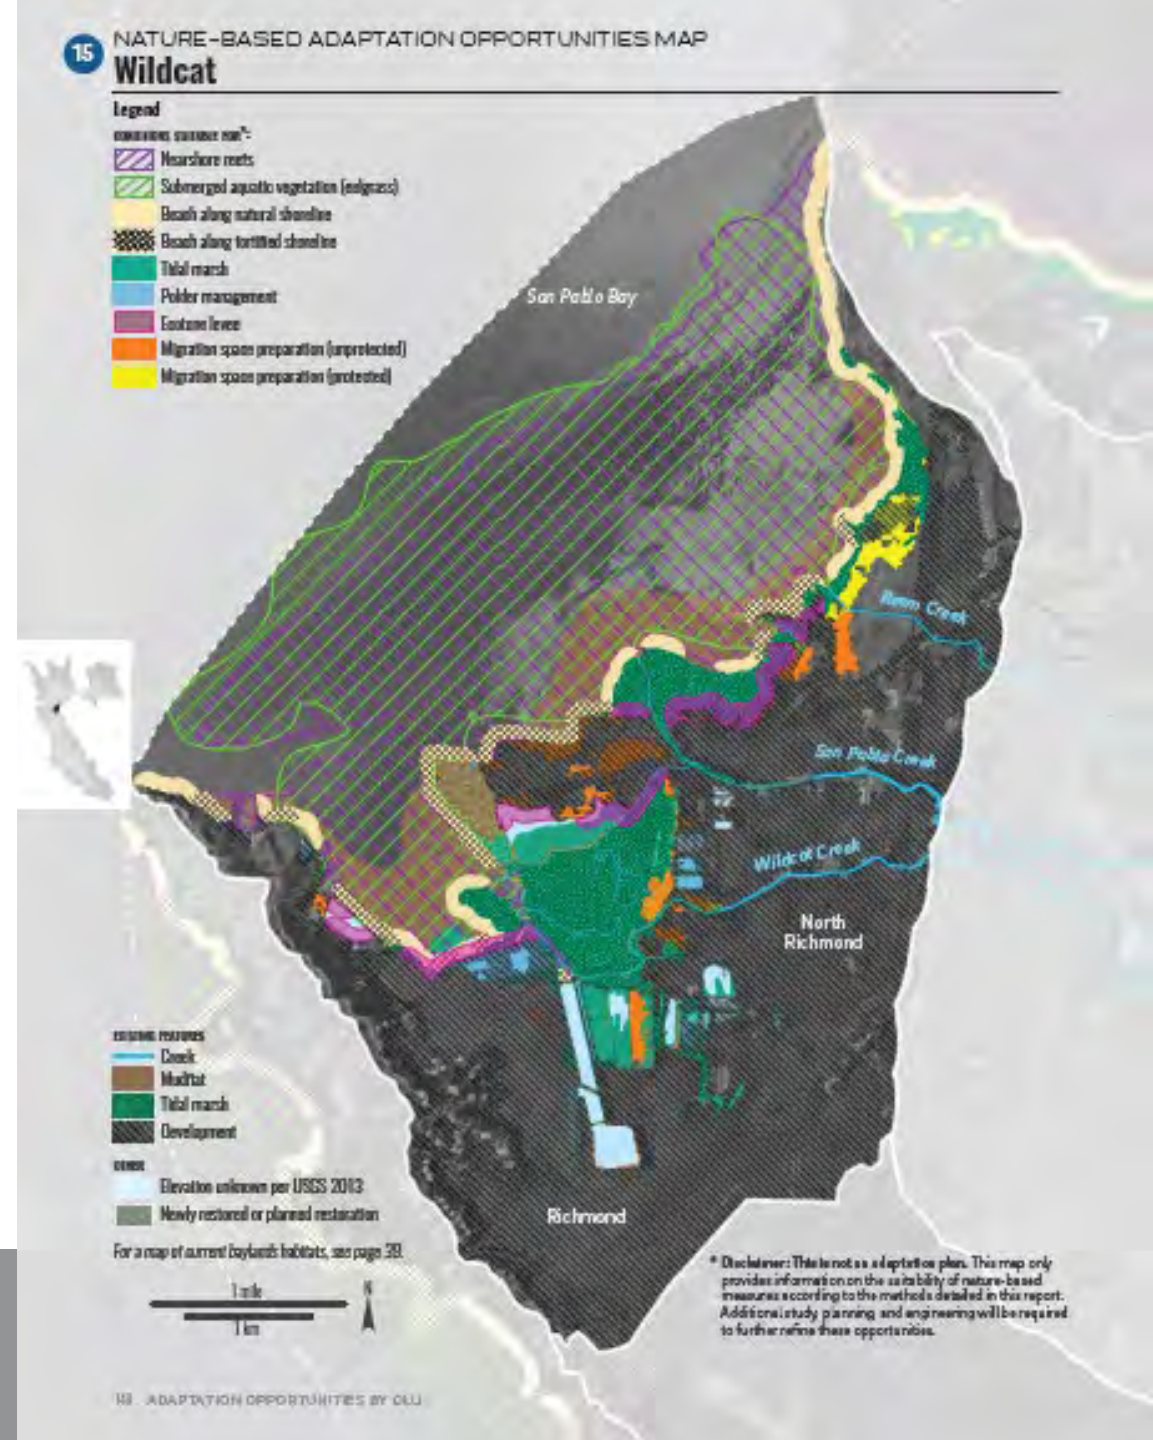 15
NATURE-BASED ADAPTATION OPPORTUNITIES MAP
Wildcat
Legend
CONDITIONS SUITABLE FOR*:
Nearshore reefs
Submerged aquatic vegetation (eelgrass)
Beach along natural shoreline
Beach along fortified shoreline
Tidal marsh
Polder management
Ecotone levee
Migration space preparation (unprotected)
Migration space preparation (protected)
San Pablo Bay
Rheem Creek
San Pablo Creek
Wildcat Creek
North
Richmond
Richmond
EXISTING FEATURES
Creek
Mudflat
Tidal marsh
Development
OTHER
Elevation unknown per USGS 2013
Newly restored or planned restoration
For a map of current baylands habitats, see page 39.
1 mile
1 km
N
* Disclaimer: This is not an adaptation plan. This map only
provides information on the suitability of nature-based
measures according to the methods detailed in this report.
Additional study, planning, and engineering will be required
to further refine these opportunities.
ADAPTATION OPPORTUNITIES BY OLU